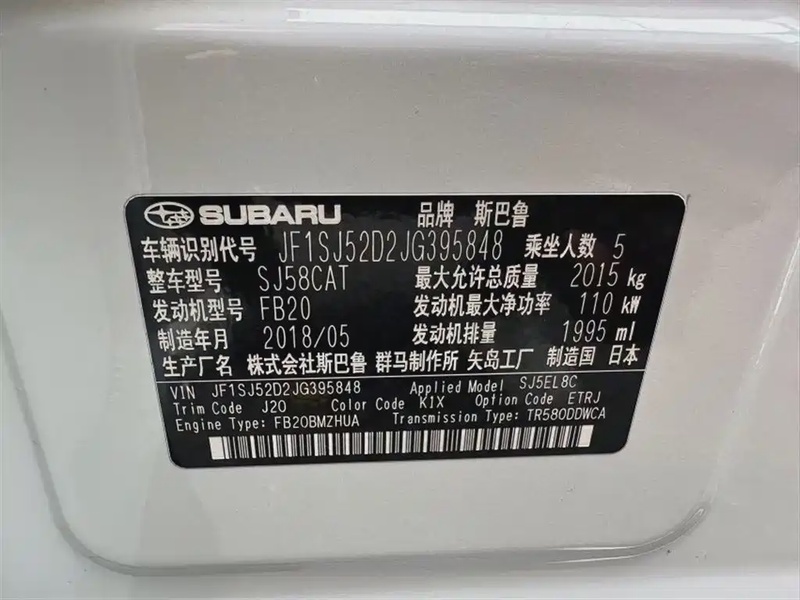 SUBARU 品牌 斯巴鲁
车辆识别代号 JF1SJ52D2JG395848 乘坐人数 5
整车型号 SJ58CAT 最大允许总质量 2015 kg
发动机型号 FB20 发动机最大净功率 110 kW
制造年月 2018/05 发动机排量 1995 ml
生产厂名 株式会社斯巴鲁 群马制作所 矢岛工厂 制造国 日本
VIN JF1SJ52D2JG395848 Applied Model SJ5EL8C
Trim Code J20 Color Code K1X Option Code ETRJ
Engine Type: FB20BMZHUA Transmission Type: TR580DDWCA